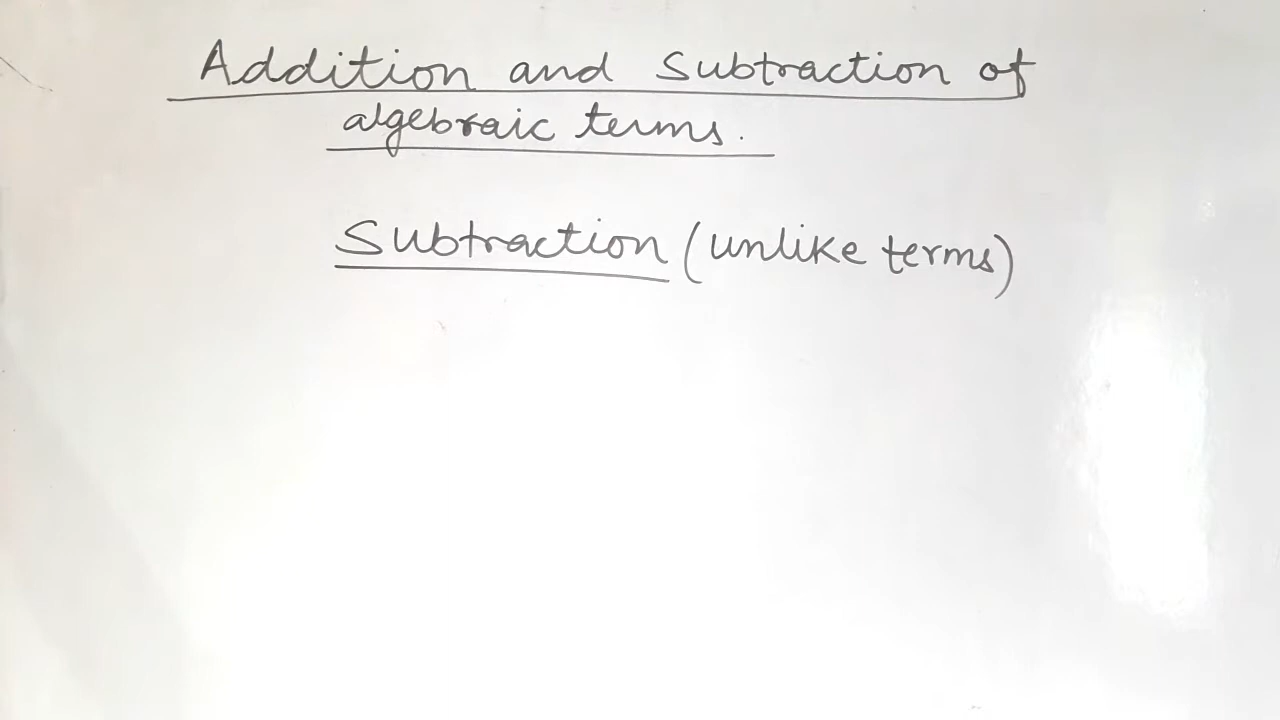 Addition and Subtraction of
algebraic terms.
Subtraction (unlike terms)